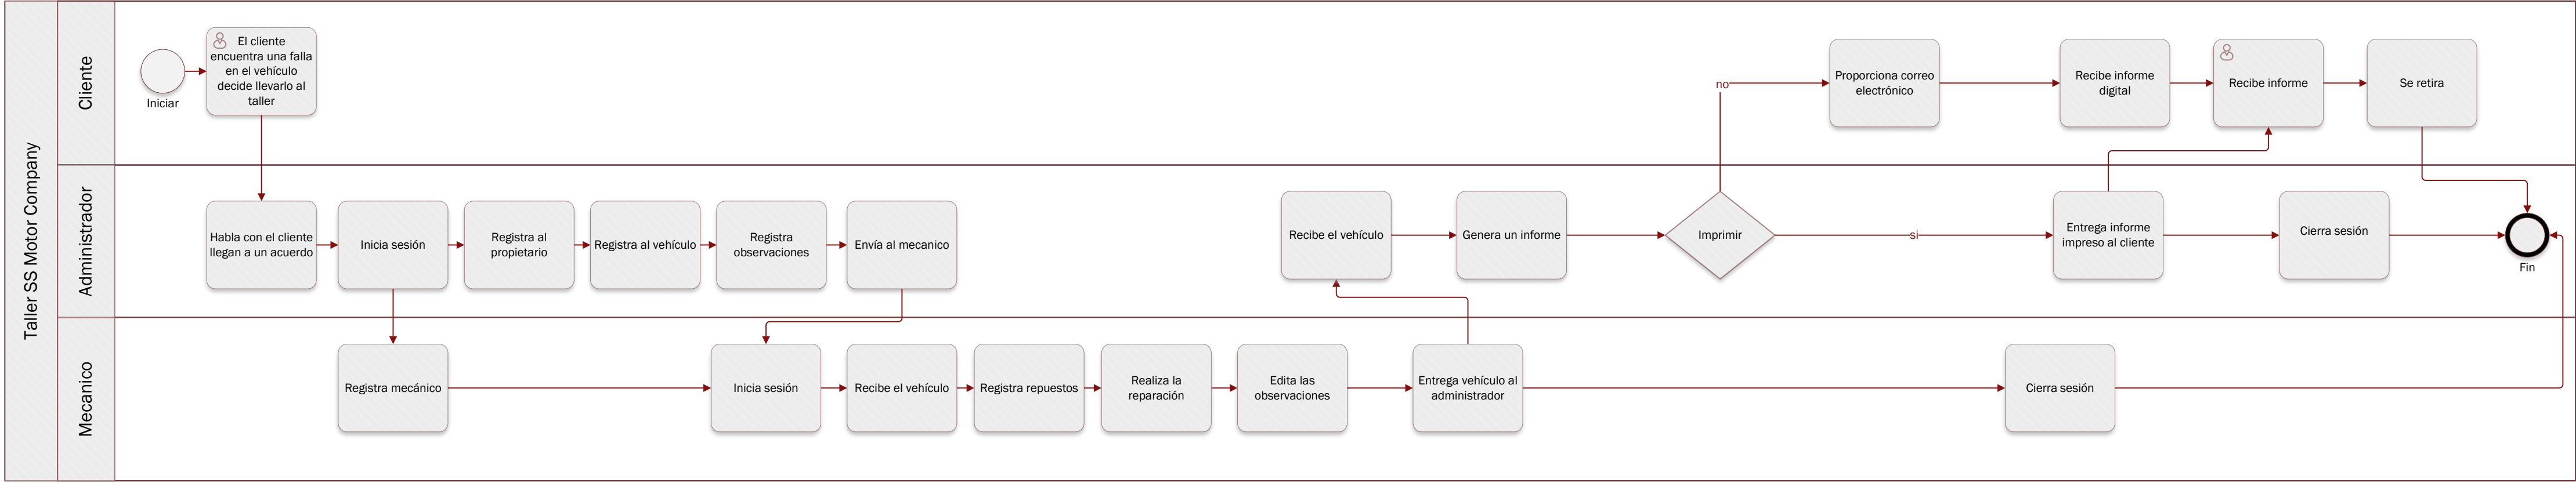 Taller SS Motor Company
Cliente
Iniciar
El cliente
encuentra una falla
en el vehículo
decide llevarlo al
taller
no
Proporciona correo
electrónico
Recibe informe
digital
Recibe informe
Se retira
Administrador
Habla con el cliente
llegan a un acuerdo
Inicia sesión
Registra al
propietario
Registra al vehículo
Registra
observaciones
Envía al mecanico
Recibe el vehículo
Genera un informe
Imprimir
si
Entrega informe
impreso al cliente
Cierra sesión
Fin
Mecanico
Registra mecánico
Inicia sesión
Recibe el vehículo
Registra repuestos
Realiza la
reparación
Edita las
observaciones
Entrega vehículo al
administrador
Cierra sesión